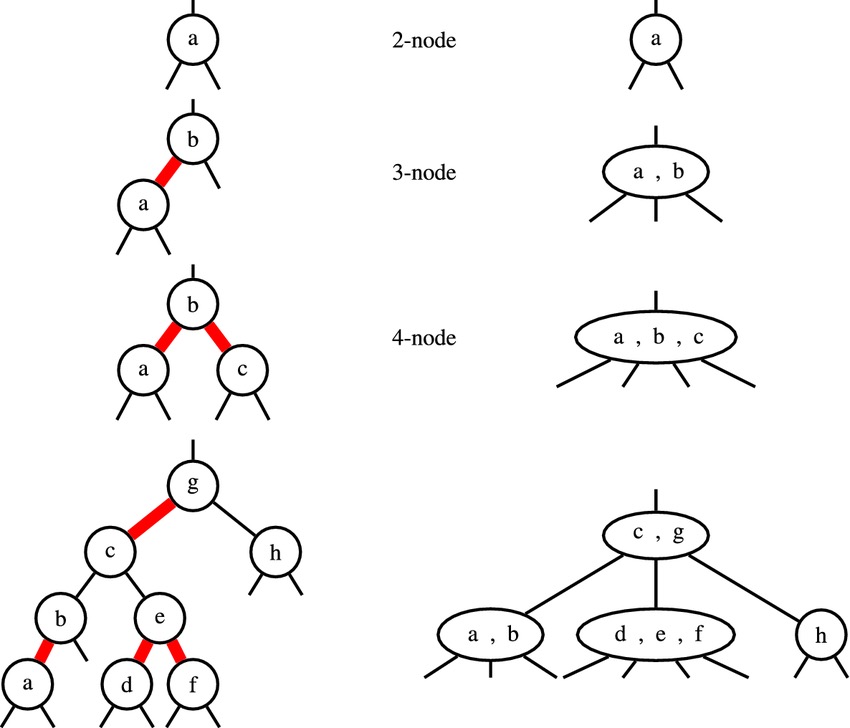 a 2-node a
b
a 3-node a , b
b
a c 4-node a , b , c
g
c h c , g
b e a , b d , e , f h
a d f